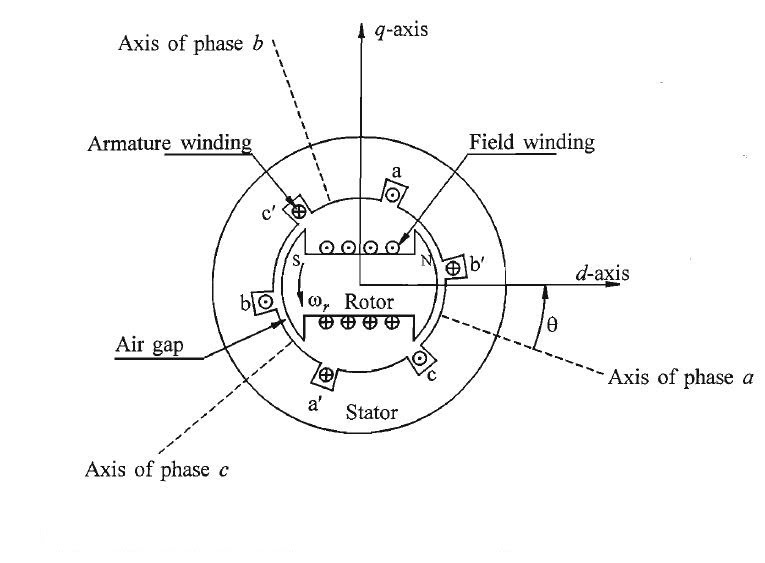 q-axis
Axis of phase b
Armature winding
Field winding
a
c′
S
N
b′
d-axis
b
ωr
Rotor
θ
Air gap
c
Axis of phase a
a′
Stator
Axis of phase c